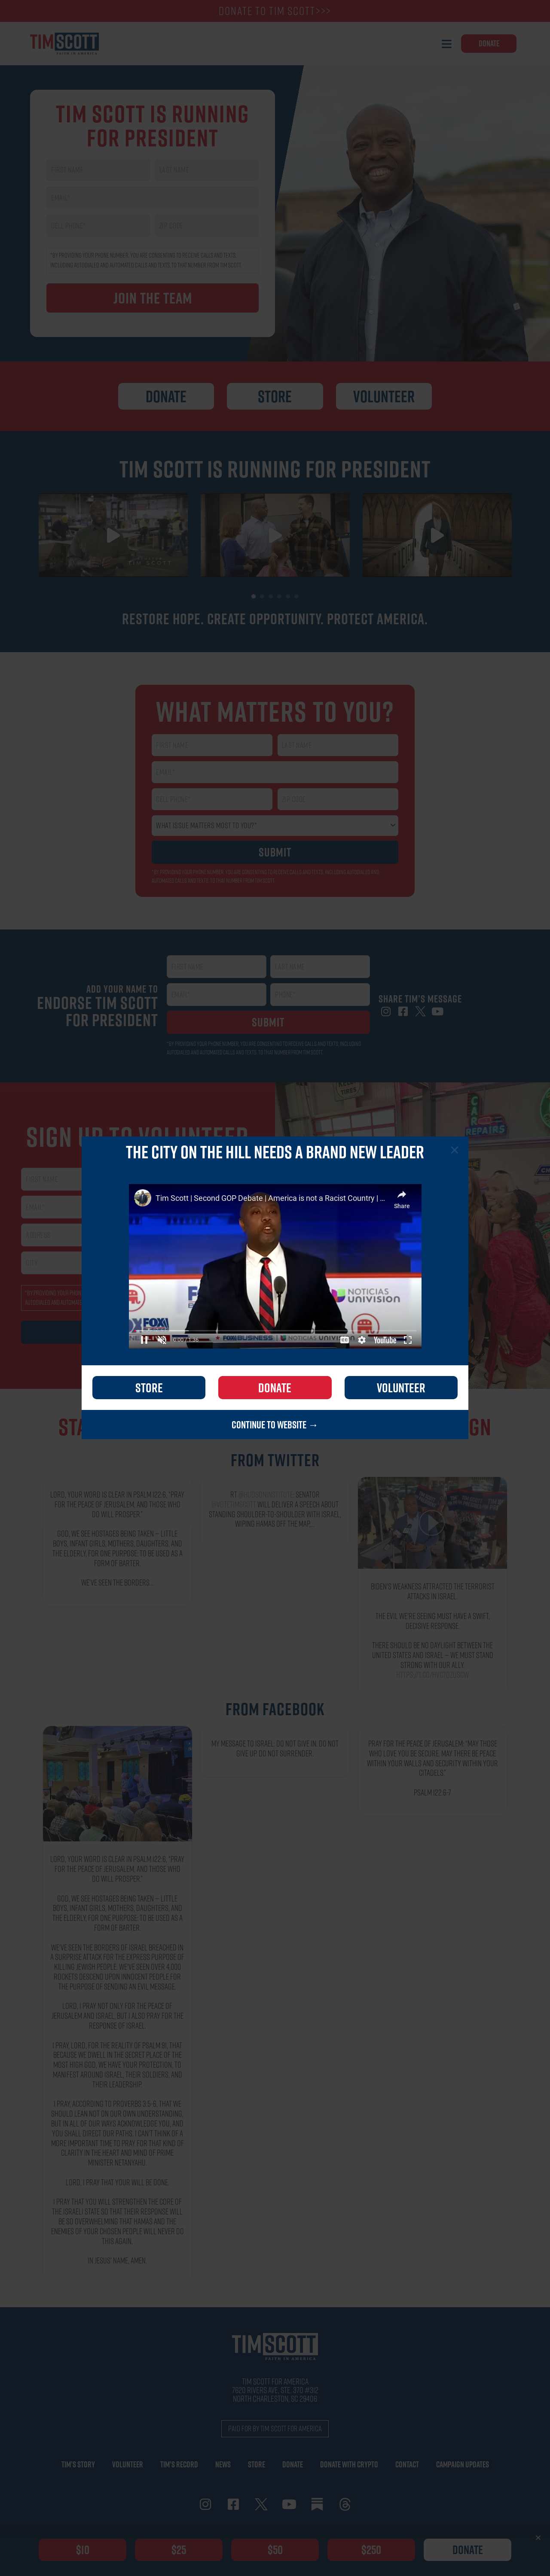 DONATE TO TIM SCOTT>>>
TIMSCOTT
FAITH IN AMERICA
DONATE
TIM SCOTT IS RUNNING
FOR PRESIDENT
JOIN THE TEAM
DONATE
STORE
VOLUNTEER
TIM SCOTT IS RUNNING FOR PRESIDENT
RESTORE HOPE. CREATE OPPORTUNITY. PROTECT AMERICA.
WHAT MATTERS TO YOU?
WHAT ISSUE MATTERS MOST TO YOU?*
SUBMIT
ADD YOUR NAME TO
ENDORSE TIM SCOTT
FOR PRESIDENT
SUBMIT
SHARE TIM'S MESSAGE
CAR
REPAIRS
THE CITY ON THE HILL NEEDS A BRAND NEW LEADER
Tim Scott | Second GOP Debate | America is not a Racist Country | ...
Share
NOTICIAS
UNIVISION
YouTube
STORE
DONATE
VOLUNTEER
CONTINUE TO WEBSITE →
FROM TWITTER
LORD, YOUR WORD IS CLEAR IN PSALM 122:6, "PRAY
FOR THE PEACE OF JERUSALEM, AND THOSE WHO
DO WILL PROSPER."
GOD, WE SEE HOSTAGES BEING TAKEN – LITTLE
BOYS, INFANT GIRLS, MOTHERS, DAUGHTERS, AND
THE ELDERLY FOR ONE PURPOSE, TO BE USED AS A
FORM OF BARTER.
WE'VE SEEN THE BORDERS…
SENATOR
WILL DELIVER A SPEECH ABOUT
STANDING SHOULDER-TO-SHOULDER WITH ISRAEL,
WIPING HAMAS OFF THE MAP,…
BIDEN'S WEAKNESS ATTRACTED THE TERRORIST
ATTACKS IN ISRAEL.
THE EVIL WE'RE SEEING MUST HAVE A SWIFT,
DECISIVE RESPONSE.
THERE SHOULD BE NO DAYLIGHT BETWEEN THE
UNITED STATES AND ISRAEL – WE MUST STAND
STRONG WITH OUR ALLY.
FROM FACEBOOK
MY MESSAGE TO ISRAEL: DO NOT GIVE IN. DO NOT
GIVE UP. DO NOT SURRENDER.
PRAY FOR THE PEACE OF JERUSALEM: "MAY THOSE
WHO LOVE YOU BE SECURE. MAY THERE BE PEACE
WITHIN YOUR WALLS AND SECURITY WITHIN YOUR
CITADELS."
PSALM 122:6-7
LORD, YOUR WORD IS CLEAR IN PSALM 122:6, "PRAY
FOR THE PEACE OF JERUSALEM, AND THOSE WHO
DO WILL PROSPER."
GOD, WE SEE HOSTAGES BEING TAKEN – LITTLE
BOYS, INFANT GIRLS, MOTHERS, DAUGHTERS, AND
THE ELDERLY FOR ONE PURPOSE, TO BE USED AS A
FORM OF BARTER.
WE'VE SEEN THE BORDERS OF ISRAEL BREACHED IN
A SURPRISE ATTACK FOR THE EXPRESS PURPOSE OF
KILLING JEWISH PEOPLE. WE'VE SEEN OVER 4,000
ROCKETS DESCEND UPON INNOCENT PEOPLE FOR
THE PURPOSE OF SENDING AN EVIL MESSAGE.
LORD, I PRAY NOT ONLY FOR THE PEACE OF
JERUSALEM AND ISRAEL, BUT I ALSO PRAY FOR THE
RESPONSE OF ISRAEL.
I PRAY, LORD, FOR THE REALITY OF PSALM 91, THAT
BECAUSE WE DWELL IN THE SECRET PLACE OF THE
MOST HIGH GOD, WE HAVE YOUR PROTECTION, TO
MANIFEST AROUND ISRAEL, THEIR SOLDIERS, AND
THEIR LEADERSHIP.
I PRAY, ACCORDING TO PROVERBS 3:5-6, THAT WE
SHOULD LEAN NOT ON OUR OWN UNDERSTANDING,
BUT IN ALL OF OUR WAYS ACKNOWLEDGE YOU, AND
YOU SHALL DIRECT OUR PATHS. I CAN'T THINK OF A
MORE IMPORTANT TIME TO PRAY FOR THAT KIND OF
CLARITY IN THE HEART AND MIND OF PRIME
MINISTER NETANYAHU.
LORD, I PRAY THAT YOUR WILL BE DONE.
I PRAY THAT YOU WILL STRENGTHEN THE CORE OF
THE ISRAELI STATE SO THAT THEIR RESPONSE WILL
BE SO OVERWHELMING THAT HAMAS AND THE
ENEMIES OF YOUR CHOSEN PEOPLE WILL NEVER DO
THIS AGAIN.
IN JESUS' NAME, AMEN.
TIMSCOTT
FAITH IN AMERICA
TIM SCOTT FOR AMERICA
NORTH CHARLESTON, SC 29406
PAID FOR BY TIM SCOTT FOR AMERICA
TIM'S STORY
VOLUNTEER
TIM'S RECORD
NEWS
STORE
DONATE
DONATE WITH CRYPTO
CONTACT
CAMPAIGN UPDATES
$10
$25
$50
$250
DONATE